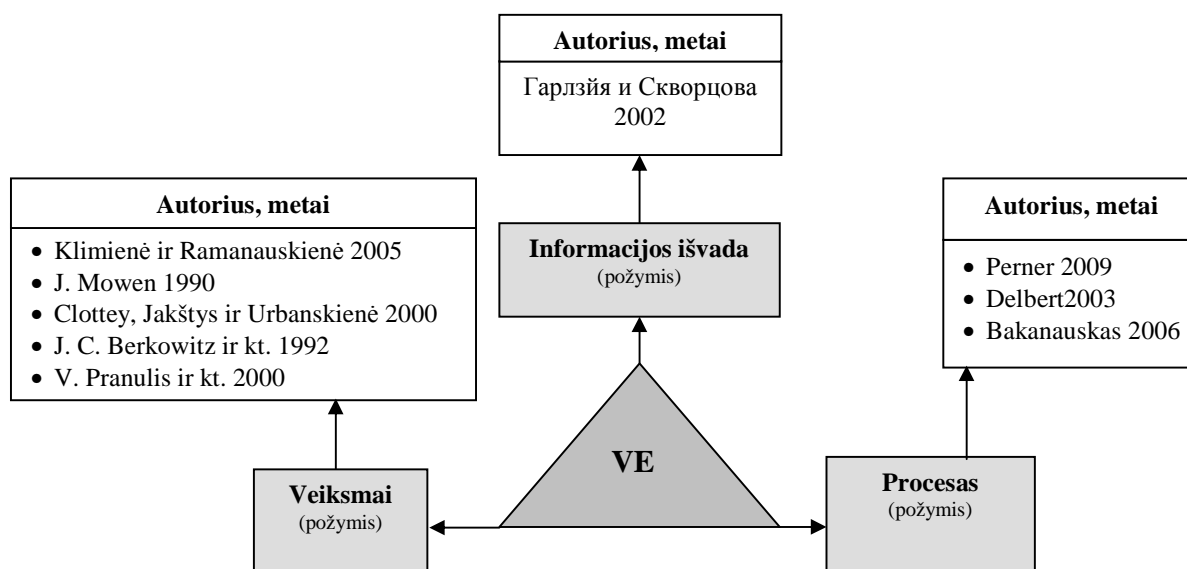 Autorius, metai
Гарлзйя и Скворцова
2002
Autorius, metai
• Klimienė ir Ramanauskienė 2005
• J. Mowen 1990
• Clottey, Jakštys ir Urbanskienė 2000
• J. C. Berkowitz ir kt. 1992
• V. Pranulis ir kt. 2000
Informacijos išvada
(požymis)
Autorius, metai
• Perner 2009
• Delbert2003
• Bakanauskas 2006
VE
Veiksmai
(požymis)
Procesas
(požymis)